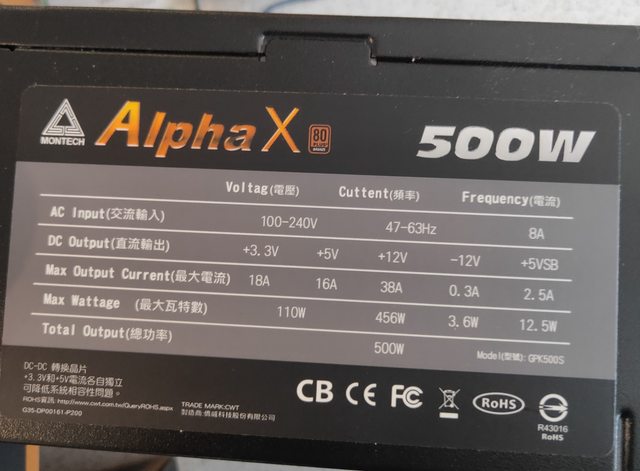 MONTECH
Alpha X 80 PLUS BRONZE 500W
Voltag(電壓) Cuttent(頻率) Frequency(電流)
AC Input(交流輸入) 100-240V 47-63Hz 8A
DC Output(直流輸出) +3.3V +5V +12V -12V +5VSB
Max Output Current(最大電流) 18A 16A 38A 0.3A 2.5A
Max Wattage (最大瓦特數) 110W 456W 3.6W 12.5W
Total Output(總功率) 500W
Model(型號): GPK500S
DC-DC 轉換晶片
+3.3V和+5V電流各自獨立
可降低系統相容性問題。
ROHS資訊: http://www.cwt.com.tw/QueryROHS.aspx
G35-DP00161-P200
TRADE MARK:CWT
製造商:僑威科技股份有限公司
CB CE FC RoHS
R43016
RoHS